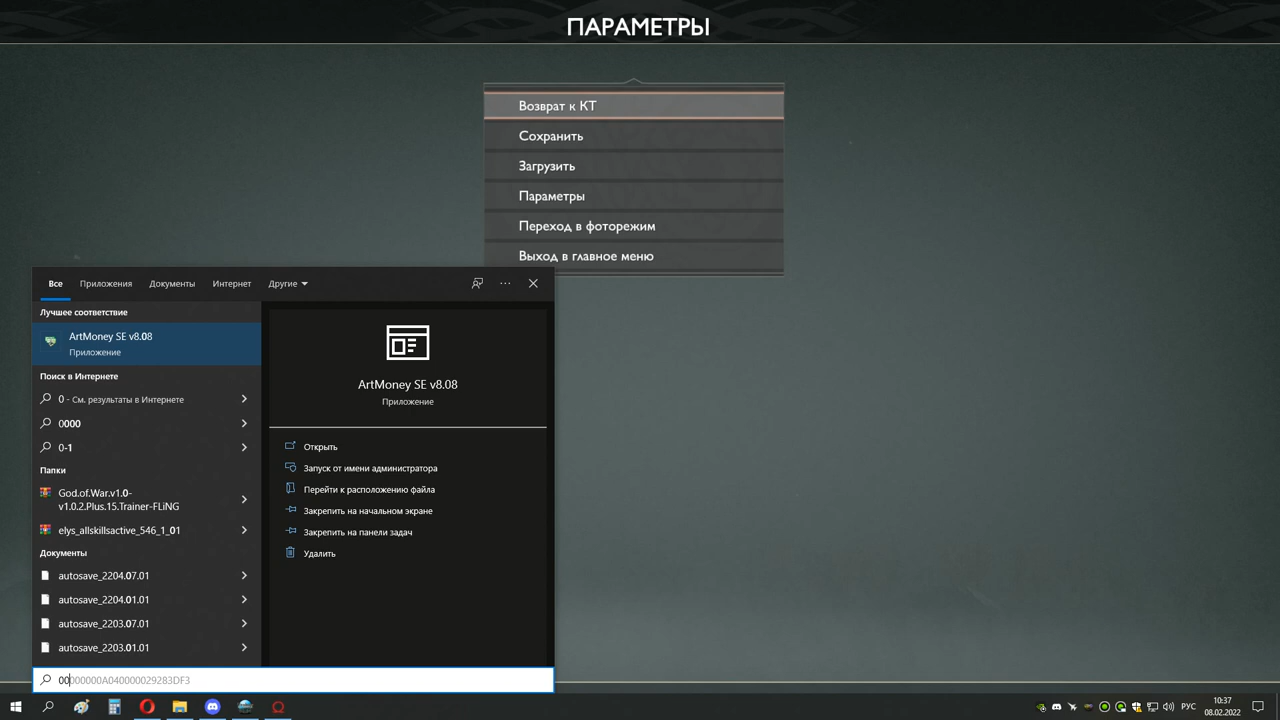 ПАРАМЕТРЫ
Возврат к КТ
Сохранить
Загрузить
Параметры
Переход в фоторежим
Выход в главное меню
Все Приложения Документы Интернет Другие
Лучшее соответствие
ArtMoney SE v8.08
Приложение
Поиск в Интернете
0 - См. результаты в Интернете
0000
0-1
Папки
God.of.War.v1.0-
v1.0.2.Plus.15.Trainer-FLiNG
elys_allskillsactive_546_1_01
Документы
autosave_2204.07.01
autosave_2204.01.01
autosave_2203.07.01
autosave_2203.01.01
ArtMoney SE v8.08
Приложение
Открыть
Запуск от имени администратора
Перейти к расположению файла
Закрепить на начальном экране
Закрепить на панели задач
Удалить
00000000A040000029283DF3
РУС
10:37
08.02.2022